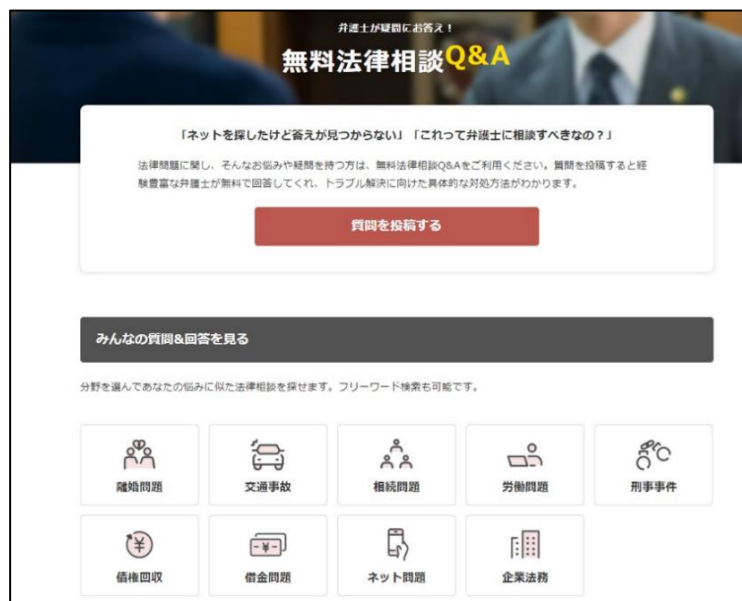 弁護士が疑問にお答え！
無料法律相談Q&A
「ネットを探したけど答えが見つからない」「これって弁護士に相談すべきなの？」
法律問題に関し、そんなお悩みや疑問を持つ方は、無料法律相談Q&Aをご利用ください。質問を投稿すると経
験豊富な弁護士が無料で回答してくれ、トラブル解決に向けた具体的な対処方法がわかります。
質問を投稿する
みんなの質問&回答を見る
分野を選んであなたの悩みに似た法律相談を探せます。フリーワード検索も可能です。
離婚問題 交通事故 相続問題 労働問題 刑事事件
債権回収 借金問題 ネット問題 企業法務